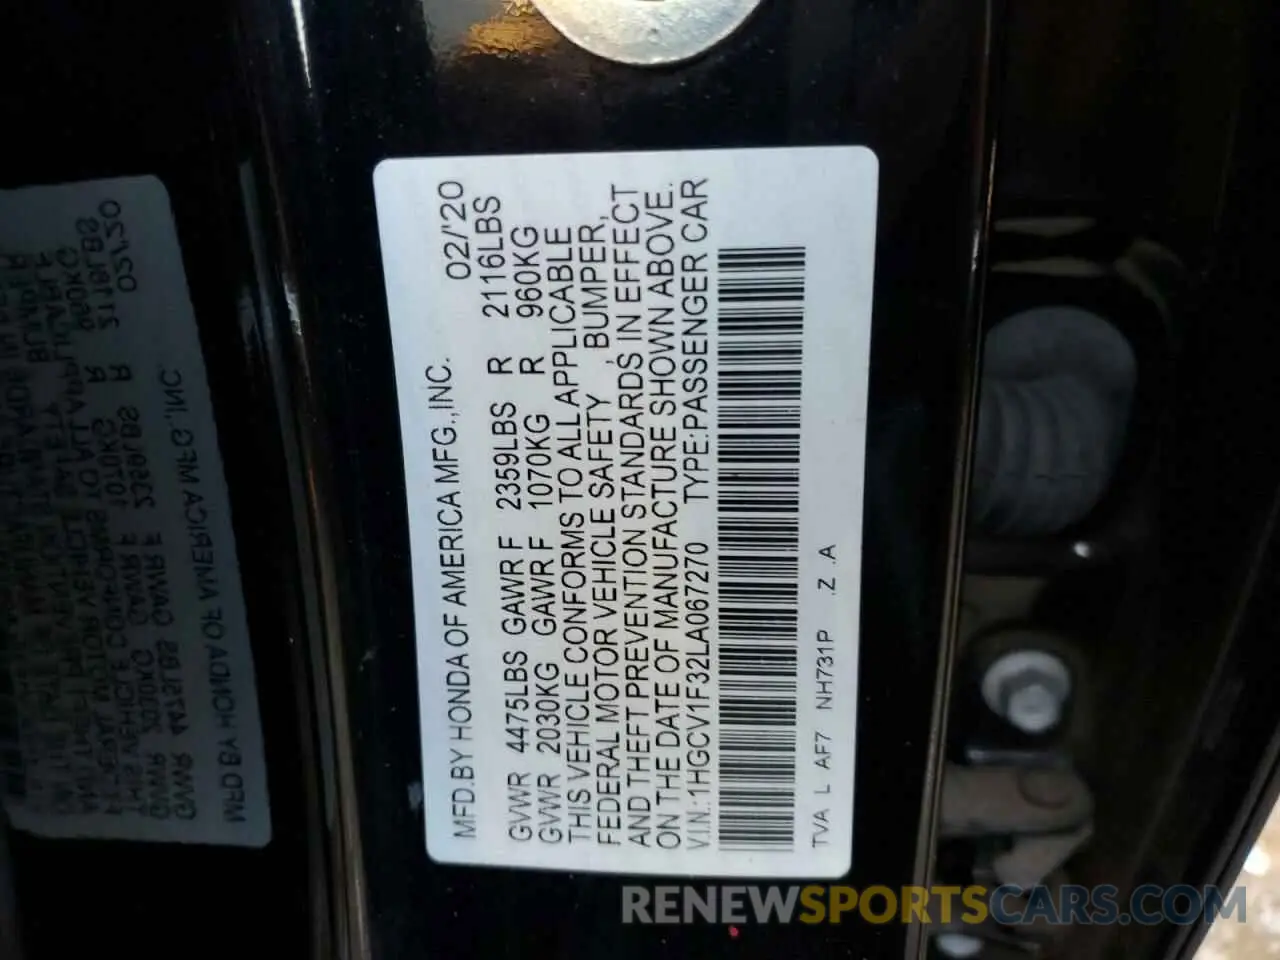 MFD.BY HONDA OF AMERICA MFG.,INC. 02/'20
GVWR 4475LBS GAWR F 2359LBS R 2116LBS
GVWR 2030KG GAWR F 1070KG R 960KG
THIS VEHICLE CONFORMS TO ALL APPLICABLE
FEDERAL MOTOR VEHICLE SAFETY, BUMPER,
AND THEFT PREVENTION STANDARDS IN EFFECT
ON THE DATE OF MANUFACTURE SHOWN ABOVE.
V.I.N.:1HGCV1F32LA067270 TYPE:PASSENGER CAR
TVA L AF7 NH731P .Z .A
RENEWSPORTSCARS.COM